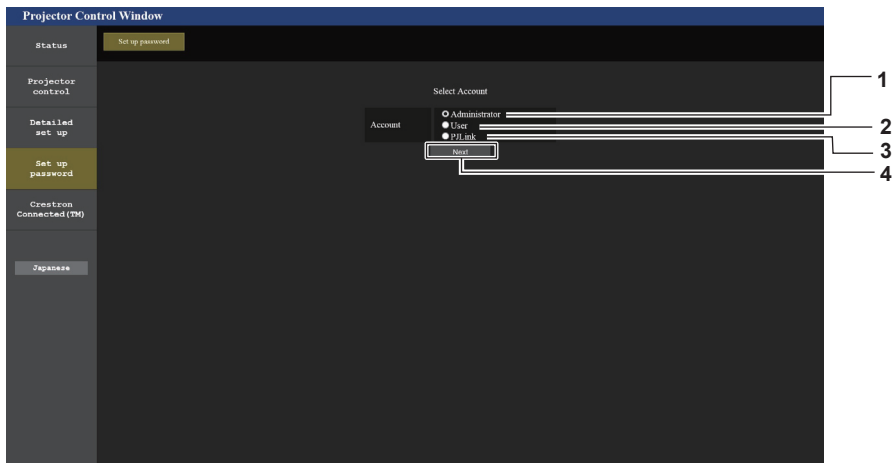 Projector Control Window
Status
Set up password
Projector
control
Detailed
set up
Set up
password
Crestron
Connected(TM)
Japanese
Select Account
Account
Administrator
User
PJLink
Next
1
2
3
4